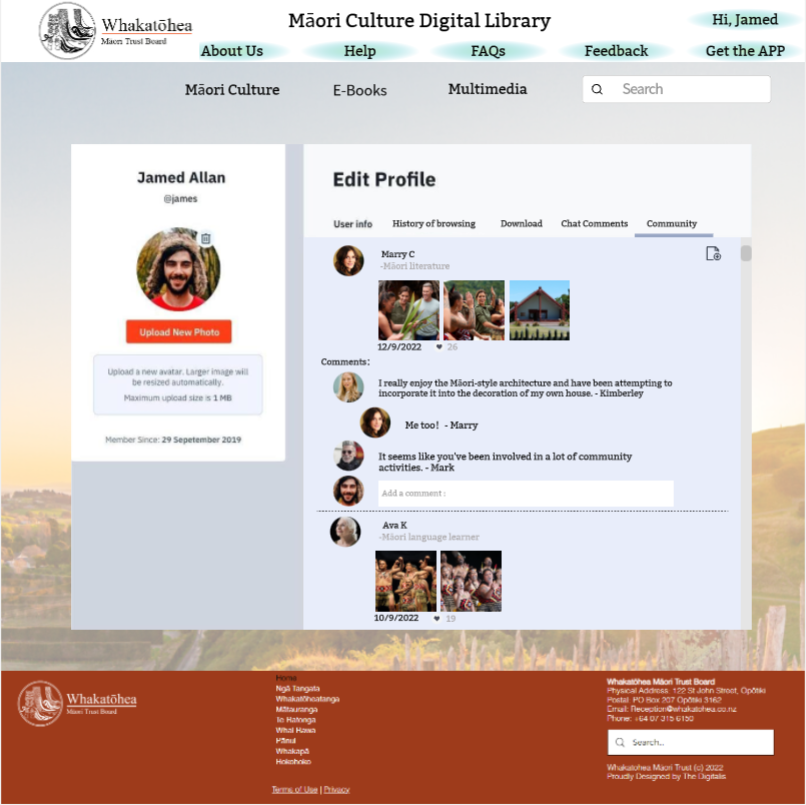 Whakatōhea
Māori Trust Board
Māori Culture Digital Library
Hi, Jamed
About Us
Help
FAQs
Feedback
Get the APP
Māori Culture
E-Books
Multimedia
Search
Jamed Allan
@james
Upload New Photo
Upload a new avatar. Larger image will
be resized automatically.
Maximum upload size is 1 MB
Member Since: 29 Sepetember 2019
Edit Profile
User info
History of browsing
Download
Chat Comments
Community
Marry C
-Māori literature
12/9/2022
26
Comments:
I really enjoy the Māori-style architecture and have been attempting to
incorporate it into the decoration of my own house. - Kimberley
Me too! - Marry
It seems like you've been involved in a lot of community
activities. - Mark
Add a comment :
Ava K
-Māori language learner
10/9/2022
19
Whakatōhea
Māori Trust Board
Home
Ngā Tangata
Whakatōheatanga
Mātauranga
Te Ratonga
Whai Rawa
Pānui
Whakapā
Hokohoko
Terms of Use | Privacy
Whakatōhea Māori Trust Board
Physical Address: 122 St John Street, Opōtiki
Postal: PO Box 207 Opōtiki 3162
Email: Reception@whakatohea.co.nz
Phone: +64 07 315 6150
Search...
Whakatohea Māori Trust (c) 2022
Proudly Designed by The Digitalis